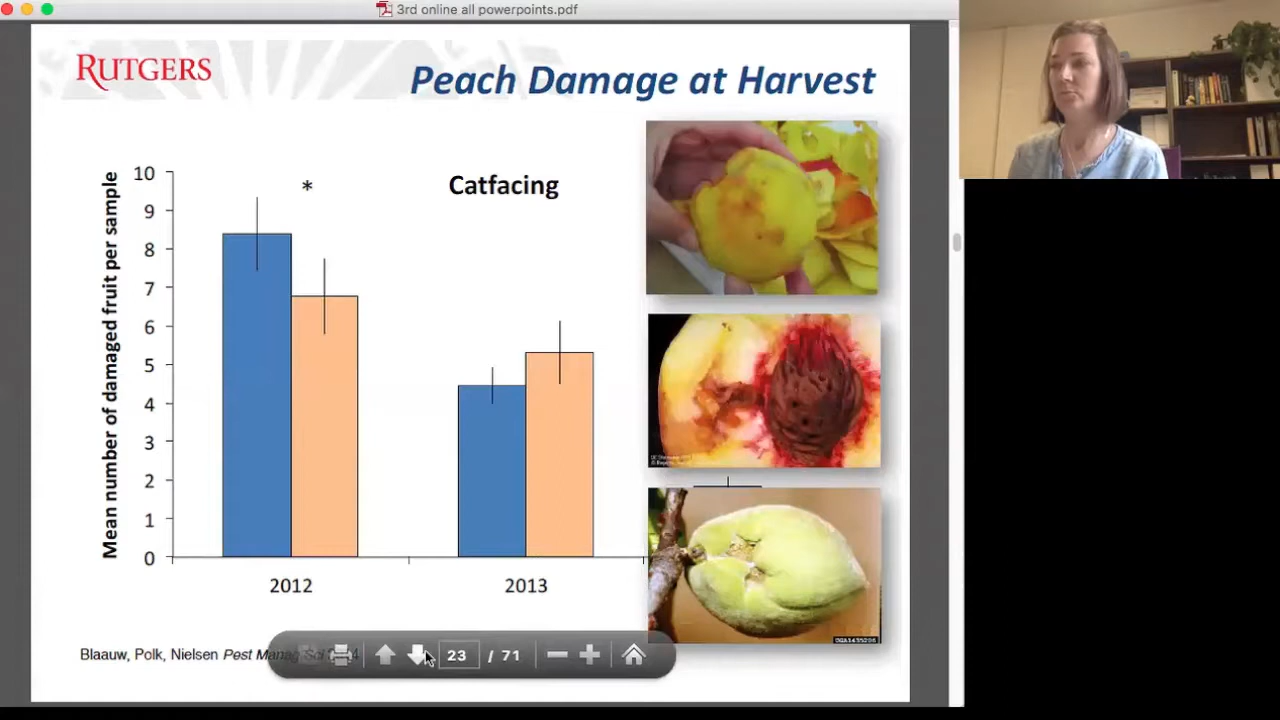 3rd online all powerpoints.pdf
RUTGERS
Peach Damage at Harvest
Mean number of damaged fruit per sample
10
9
8
7
6
5
4
3
2
1
0
*
Catfacing
2012
2013
Blaauw, Polk, Nielsen Pest Manag
23 / 71